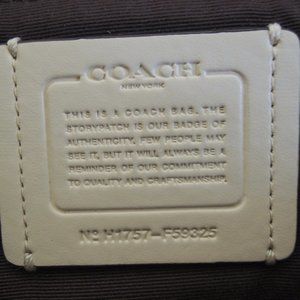 COACH
NEW YORK
THIS IS A COACH BAG. THE
STORYPATCH IS OUR BADGE OF
AUTHENTICITY. FEW PEOPLE MAY
SEE IT, BUT IT WILL ALWAYS BE A
REMINDER OF OUR COMMITMENT
TO QUALITY AND CRAFTSMANSHIP.
Nº H1757-F59325